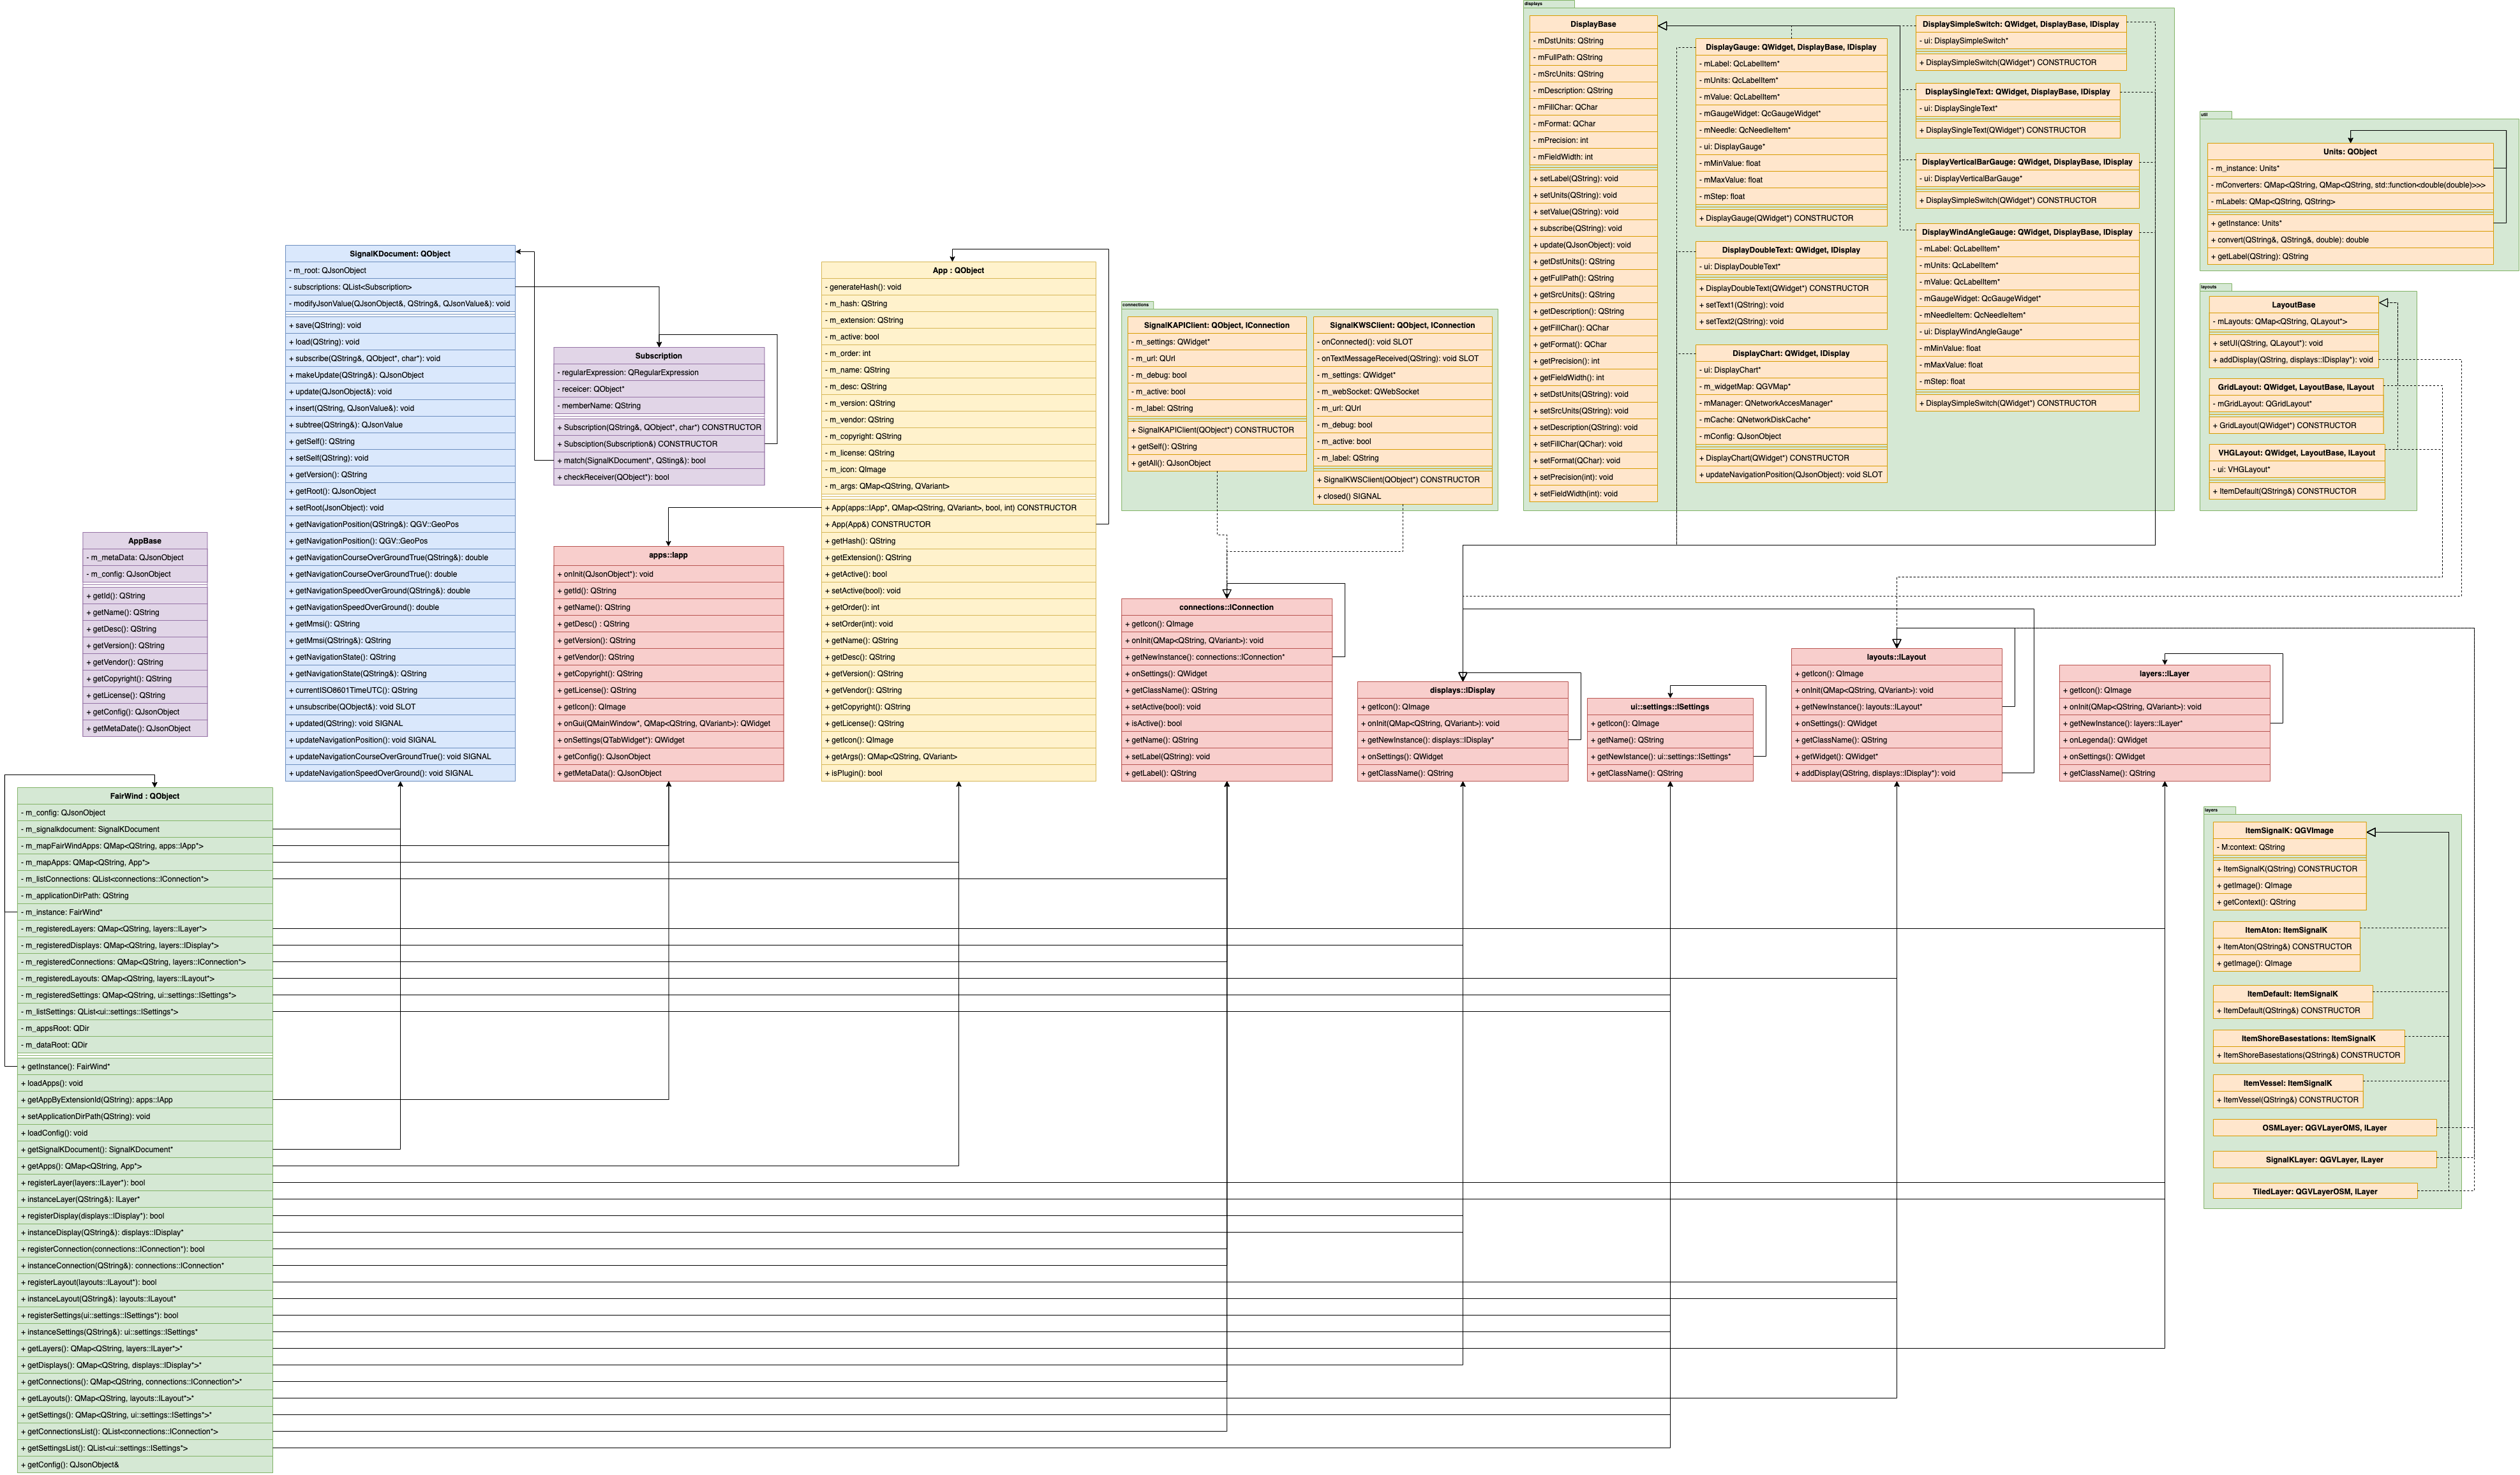 displays
DisplayBase
- mDstUnits: QString
- mFullPath: QString
- mSrcUnits: QString
- mDescription: QString
- mFillChar: QChar
- mFormat: QChar
- mPrecision: int
- mFieldWidth: int
+ setLabel(QString): void
+ setUnits(QString): void
+ setValue(QString): void
+ subscribe(QString): void
+ update(QJsonObject): void
+ getDstUnits(): QString
+ getFullPath(): QString
+ getSrcUnits(): QString
+ getDescription(): QString
+ getFillChar(): QChar
+ getFormat(): QChar
+ getPrecision(): int
+ getFieldWidth(): int
+ setDstUnits(QString): void
+ setSrcUnits(QString): void
+ setDescription(QString): void
+ setFillChar(QChar): void
+ setFormat(QChar): void
+ setPrecision(int): void
+ setFieldWidth(int): void
DisplayGauge: QWidget, DisplayBase, IDisplay
- mLabel: QcLabelItem*
- mUnits: QcLabelItem*
- mValue: QcLabelItem*
- mGaugeWidget: QcGaugeWidget*
- mNeedle: QcNeedleItem*
- ui: DisplayGauge*
- mMinValue: float
- mMaxValue: float
- mStep: float
+ DisplayGauge(QWidget*) CONSTRUCTOR
DisplayDoubleText: QWidget, IDisplay
- ui: DisplayDoubleText*
+ DisplayDoubleText(QWidget*) CONSTRUCTOR
+ setText1(QString): void
+ setText2(QString): void
DisplayChart: QWidget, IDisplay
- ui: DisplayChart*
- m_widgetMap: QGVMap*
- mManager: QNetworkAccesManager*
- mCache: QNetworkDiskCache*
- mConfig: QJsonObject
+ DisplayChart(QWidget*) CONSTRUCTOR
+ updateNavigationPosition(QJsonObject): void SLOT
DisplaySimpleSwitch: QWidget, DisplayBase, IDisplay
- ui: DisplaySimpleSwitch*
+ DisplaySimpleSwitch(QWidget*) CONSTRUCTOR
DisplaySingleText: QWidget, DisplayBase, IDisplay
- ui: DisplaySingleText*
+ DisplaySingleText(QWidget*) CONSTRUCTOR
DisplayVerticalBarGauge: QWidget, DisplayBase, IDisplay
- ui: DisplayVerticalBarGauge*
+ DisplaySimpleSwitch(QWidget*) CONSTRUCTOR
DisplayWindAngleGauge: QWidget, DisplayBase, IDisplay
- mLabel: QcLabelItem*
- mUnits: QcLabelItem*
- mValue: QcLabelItem*
- mGaugeWidget: QcGaugeWidget*
- mNeedleItem: QcNeedleItem*
- ui: DisplayWindAngleGauge*
- mMinValue: float
- mMaxValue: float
- mStep: float
+ DisplaySimpleSwitch(QWidget*) CONSTRUCTOR
util
Units: QObject
- m_instance: Units*
- mConverters: QMap<QString, QMap<QString, std::function<double(double)>>>
- mLabels: QMap<QString, QString>
+ getInstance: Units*
+ convert(QString&, QString&, double): double
+ getLabel(QString): QString
layouts
LayoutBase
- mLayouts: QMap<QString, QLayout*>
+ setUI(QString, QLayout*): void
+ addDisplay(QString, displays::IDisplay*): void
GridLayout: QWidget, LayoutBase, ILayout
- mGridLayout: QGridLayout*
+ GridLayout(QWidget*) CONSTRUCTOR
VHGLayout: QWidget, LayoutBase, ILayout
- ui: VHGLayout*
+ ItemDefault(QString&) CONSTRUCTOR
SignalKDocument: QObject
- m_root: QJsonObject
- subscriptions: QList<Subscription>
- modifyJsonValue(QJsonObject&, QString&, QJsonValue&): void
+ save(QString): void
+ load(QString): void
+ subscribe(QString&, QObject*, char*): void
+ makeUpdate(QString&): QJsonObject
+ update(QJsonObject&): void
+ insert(QString, QJsonValue&): void
+ subtree(QString&): QJsonValue
+ getSelf(): QString
+ setSelf(QString): void
+ getVersion(): QString
+ getRoot(): QJsonObject
+ setRoot(JsonObject): void
+ getNavigationPosition(QString&): QGV::GeoPos
+ getNavigationPosition(): QGV::GeoPos
+ getNavigationCourseOverGroundTrue(QString&): double
+ getNavigationCourseOverGroundTrue(): double
+ getNavigationSpeedOverGround(QString&): double
+ getNavigationSpeedOverGround(): double
+ getMmsi(): QString
+ getMmsi(QString&): QString
+ getNavigationState(): QString
+ getNavigationState(QString&): QString
+ currentISO8601TimeUTC(): QString
+ unsubscribe(QObject&): void SLOT
+ updated(QString): void SIGNAL
+ updateNavigationPosition(): void SIGNAL
+ updateNavigationCourseOverGroundTrue(): void SIGNAL
+ updateNavigationSpeedOverGround(): void SIGNAL
Subscription
- regularExpression: QRegularExpression
- receicer: QObject*
- memberName: QString
+ Subscription(QString&, QObject*, char*) CONSTRUCTOR
+ Subsciption(Subscription&) CONSTRUCTOR
+ match(SignalKDocument*, QSting&): bool
+ checkReceiver(QObject*): bool
App : QObject
- generateHash(): void
- m_hash: QString
- m_extension: QString
- m_active: bool
- m_order: int
- m_name: QString
- m_desc: QString
- m_version: QString
- m_vendor: QString
- m_copyright: QString
- m_license: QString
- m_icon: QImage
- m_args: QMap<QString, QVariant>
+ App(apps::IApp*, QMap<QString, QVariant>, bool, int) CONSTRUCTOR
+ App(App&) CONSTRUCTOR
+ getHash(): QString
+ getExtension(): QString
+ getActive(): bool
+ setActive(bool): void
+ getOrder(): int
+ setOrder(int): void
+ getName(): QString
+ getDesc(): QString
+ getVersion(): QString
+ getVendor(): QString
+ getCopyright(): QString
+ getLicense(): QString
+ getIcon(): QImage
+ getArgs(): QMap<QString, QVariant>
+ isPlugin(): bool
connections
SignalKAPIClient: QObject, IConnection
- m_settings: QWidget*
- m_url: QUrl
- m_debug: bool
- m_active: bool
- m_label: QString
+ SignalKAPIClient(QObject*) CONSTRUCTOR
+ getSelf(): QString
+ getAll(): QJsonObject
SignalKWSClient: QObject, IConnection
- onConnected(): void SLOT
- onTextMessageReceived(QString): void SLOT
- m_settings: QWidget*
- m_webSocket: QWebSocket
- m_url: QUrl
- m_debug: bool
- m_active: bool
- m_label: QString
+ SignalKWSClient(QObject*) CONSTRUCTOR
+ closed() SIGNAL
AppBase
- m_metaData: QJsonObject
- m_config: QJsonObject
+ getId(): QString
+ getName(): QString
+ getDesc(): QString
+ getVersion(): QString
+ getVendor(): QString
+ getCopyright(): QString
+ getLicense(): QString
+ getConfig(): QJsonObject
+ getMetaDate(): QJsonObject
apps::Iapp
+ onInit(QJsonObject*): void
+ getId(): QString
+ getName(): QString
+ getDesc() : QString
+ getVersion(): QString
+ getVendor(): QString
+ getCopyright(): QString
+ getLicense(): QString
+ getIcon(): QImage
+ onGui(QMainWindow*, QMap<QString, QVariant>): QWidget
+ onSettings(QTabWidget*): QWidget
+ getConfig(): QJsonObject
+ getMetaData(): QJsonObject
connections::IConnection
+ getIcon(): QImage
+ onInit(QMap<QString, QVariant>): void
+ getNewInstance(): connections::IConnection*
+ onSettings(): QWidget
+ getClassName(): QString
+ setActive(bool): void
+ isActive(): bool
+ getName(): QString
+ setLabel(QString): void
+ getLabel(): QString
displays::IDisplay
+ getIcon(): QImage
+ onInit(QMap<QString, QVariant>): void
+ getNewInstance(): displays::IDisplay*
+ onSettings(): QWidget
+ getClassName(): QString
ui::settings::ISettings
+ getIcon(): QImage
+ getName(): QString
+ getNewIstance(): ui::settings::ISettings*
+ getClassName(): QString
layouts::ILayout
+ getIcon(): QImage
+ onInit(QMap<QString, QVariant>): void
+ getNewInstance(): layouts::ILayout*
+ onSettings(): QWidget
+ getClassName(): QString
+ getWidget(): QWidget*
+ addDisplay(QString, displays::IDisplay*): void
layers::ILayer
+ getIcon(): QImage
+ onInit(QMap<QString, QVariant>): void
+ getNewInstance(): layers::ILayer*
+ onLegenda(): QWidget
+ onSettings(): QWidget
+ getClassName(): QString
FairWind : QObject
- m_config: QJsonObject
- m_signalkdocument: SignalKDocument
- m_mapFairWindApps: QMap<QString, apps::IApp*>
- m_mapApps: QMap<QString, App*>
- m_listConnections: QList<connections::IConnection*>
- m_applicationDirPath: QString
- m_instance: FairWind*
- m_registeredLayers: QMap<QString, layers::ILayer*>
- m_registeredDisplays: QMap<QString, layers::IDisplay*>
- m_registeredConnections: QMap<QString, layers::IConnection*>
- m_registeredLayouts: QMap<QString, layers::ILayout*>
- m_registeredSettings: QMap<QString, ui::settings::ISettings*>
- m_listSettings: QList<ui::settings::ISettings*>
- m_appsRoot: QDir
- m_dataRoot: QDir
+ getInstance(): FairWind*
+ loadApps(): void
+ getAppByExtensionId(QString): apps::IApp
+ setApplicationDirPath(QString): void
+ loadConfig(): void
+ getSignalKDocument(): SignalKDocument*
+ getApps(): QMap<QString, App*>
+ registerLayer(layers::ILayer*): bool
+ instanceLayer(QString&): ILayer*
+ registerDisplay(displays::IDisplay*): bool
+ instanceDisplay(QString&): displays::IDisplay*
+ registerConnection(connections::IConnection*): bool
+ instanceConnection(QString&): connections::IConnection*
+ registerLayout(layouts::ILayout*): bool
+ instanceLayout(QString&): layouts::ILayout*
+ registerSettings(ui::settings::ISettings*): bool
+ instanceSettings(QString&): ui::settings::ISettings*
+ getLayers(): QMap<QString, layers::ILayer*>*
+ getDisplays(): QMap<QString, displays::IDisplay*>*
+ getConnections(): QMap<QString, connections::IConnection*>*
+ getLayouts(): QMap<QString, layouts::ILayout*>*
+ getSettings(): QMap<QString, ui::settings::ISettings*>*
+ getConnectionsList(): QList<connections::IConnection*>
+ getSettingsList(): QList<ui::settings::ISettings*>
+ getConfig(): QJsonObject&
layers
ItemSignalK: QGVImage
- M:context: QString
+ ItemSignalK(QString) CONSTRUCTOR
+ getImage(): QImage
+ getContext(): QString
ItemAton: ItemSignalK
+ ItemAton(QString&) CONSTRUCTOR
+ getImage(): QImage
ItemDefault: ItemSignalK
+ ItemDefault(QString&) CONSTRUCTOR
ItemShoreBasestations: ItemSignalK
+ ItemShoreBasestations(QString&) CONSTRUCTOR
ItemVessel: ItemSignalK
+ ItemVessel(QString&) CONSTRUCTOR
OSMLayer: QGVLayerOMS, ILayer
SignalKLayer: QGVLayer, ILayer
TiledLayer: QGVLayerOSM, ILayer